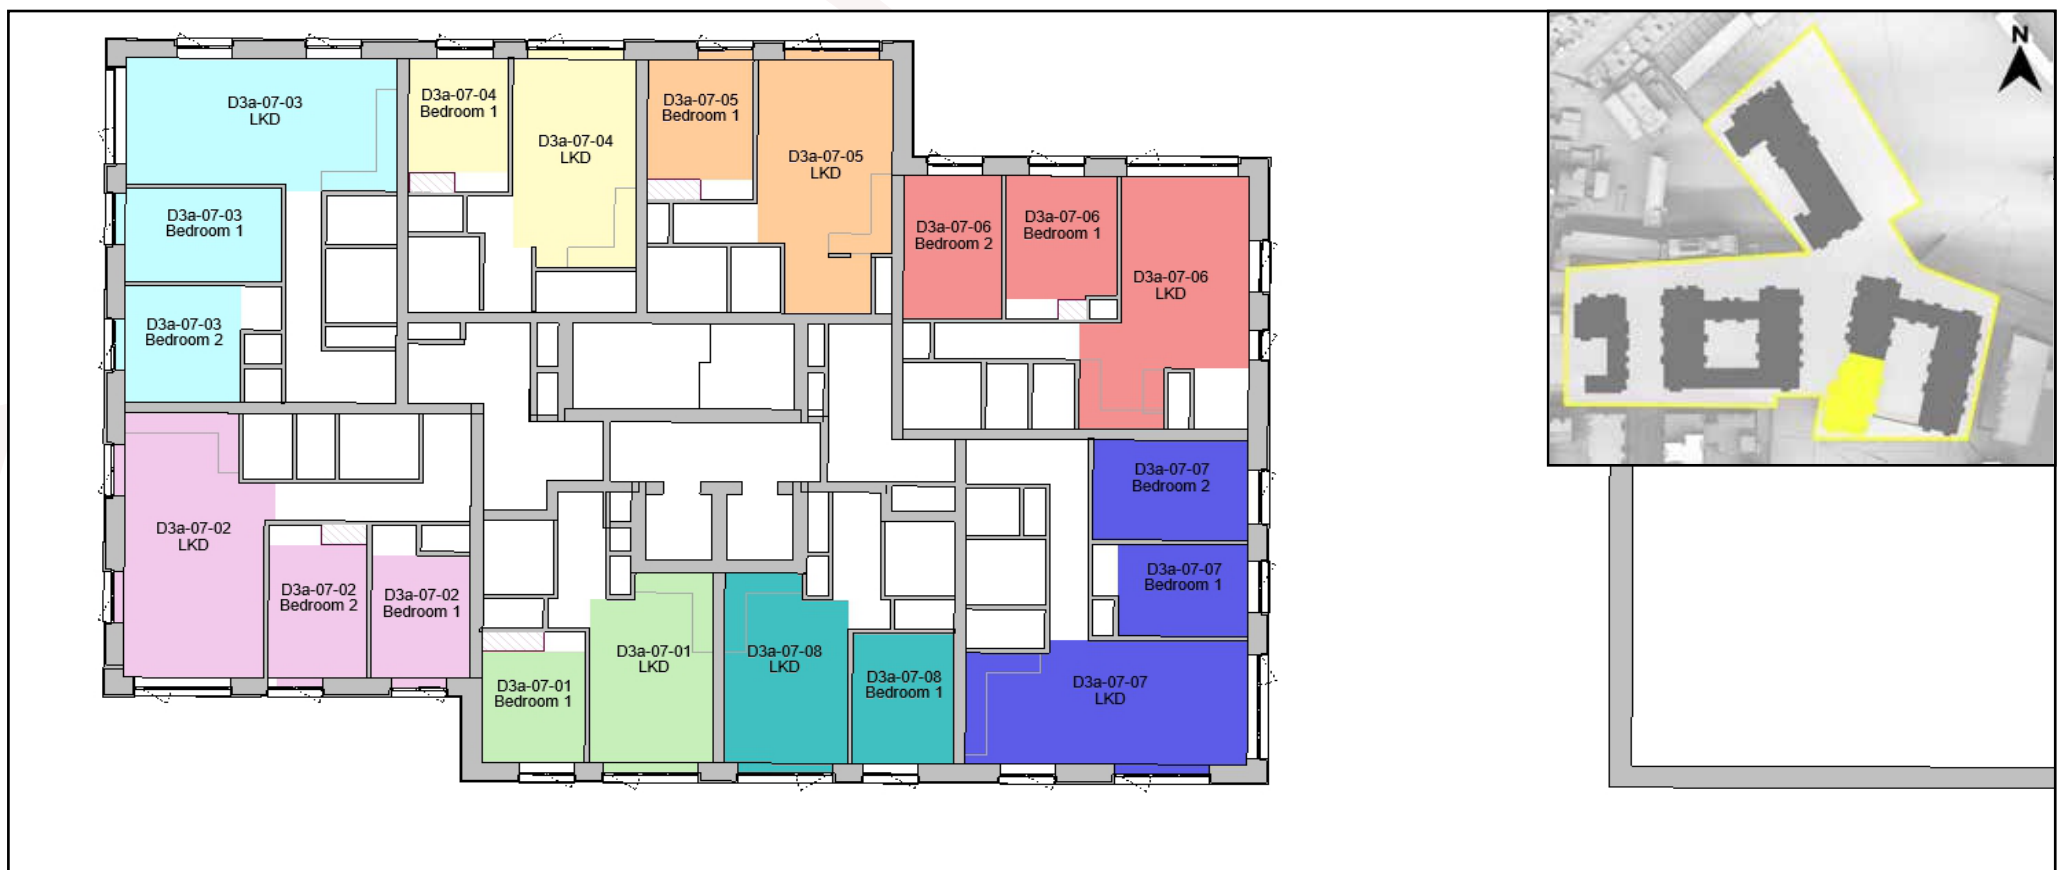 N
D3a-07-03
LKD
D3a-07-04
Bedroom 1
D3a-07-04
LKD
D3a-07-05
Bedroom 1
D3a-07-05
LKD
D3a-07-03
Bedroom 1
D3a-07-06
Bedroom 2
D3a-07-06
Bedroom 1
D3a-07-06
LKD
D3a-07-03
Bedroom 2
D3a-07-07
Bedroom 2
D3a-07-02
LKD
D3a-07-07
Bedroom 1
D3a-07-02
Bedroom 2
D3a-07-02
Bedroom 1
D3a-07-01
LKD
D3a-07-08
LKD
D3a-07-01
Bedroom 1
D3a-07-08
Bedroom 1
D3a-07-07
LKD